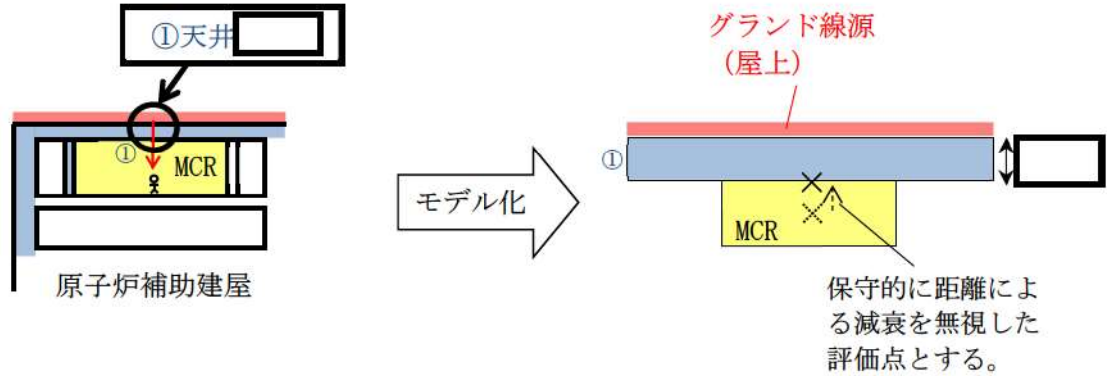 ①天井
グランド線源
（屋上）
①
MCR
①
モデル化
MCR
原子炉補助建屋
保守的に距離によ
る減衰を無視した
評価点とする。